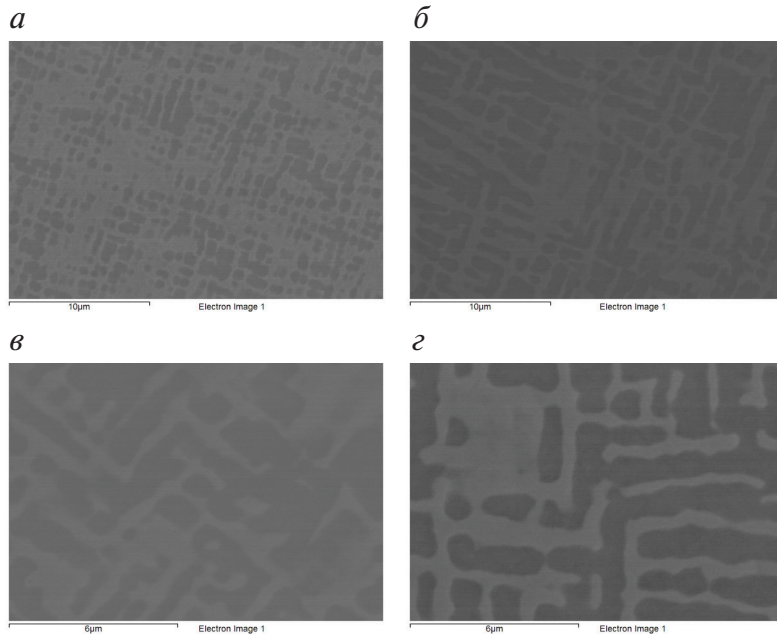 а б
10μm Electron Image 1 10μm Electron Image 1
в г
6μm Electron Image 1 6μm Electron Image 1